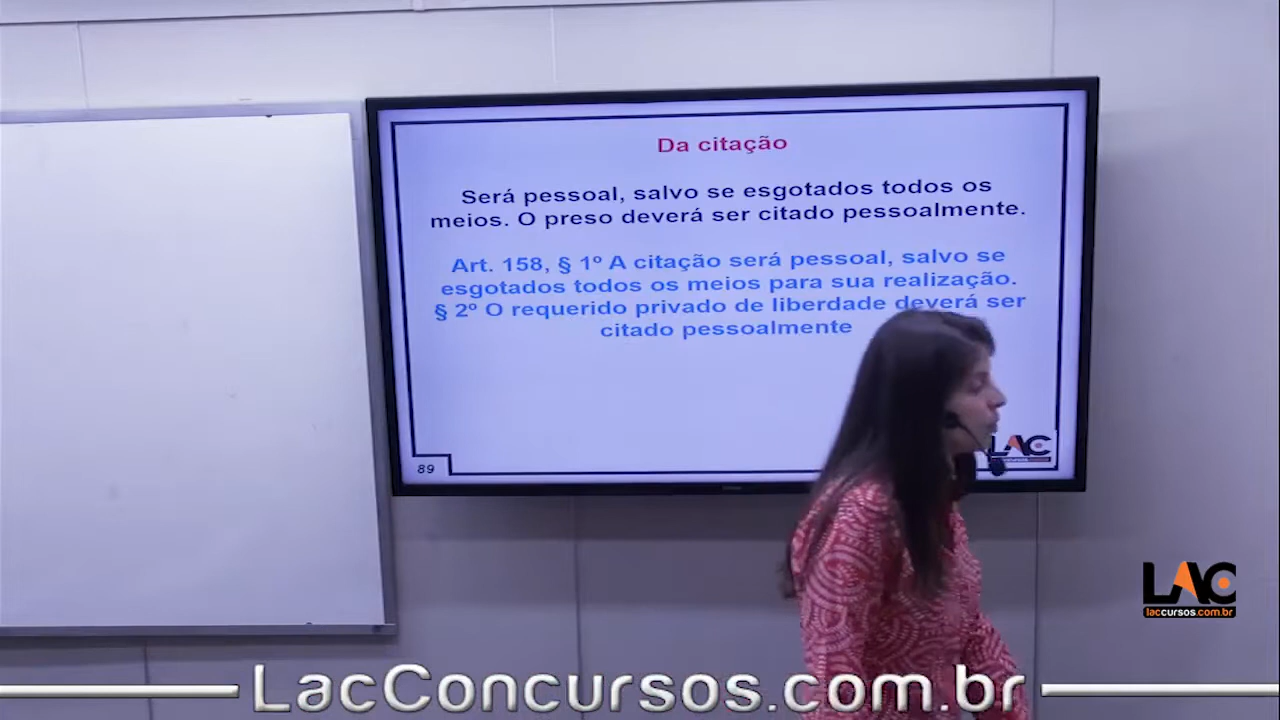 Da citação
Será pessoal, salvo se esgotados todos os
meios. O preso deverá ser citado pessoalmente.
Art. 158, § 1º A citação será pessoal, salvo se
esgotados todos os meios para sua realização.
§ 2º O requerido privado de liberdade deverá ser
citado pessoalmente
89
LAC
LAC
laccursos.com.br
LacConcursos.com.br